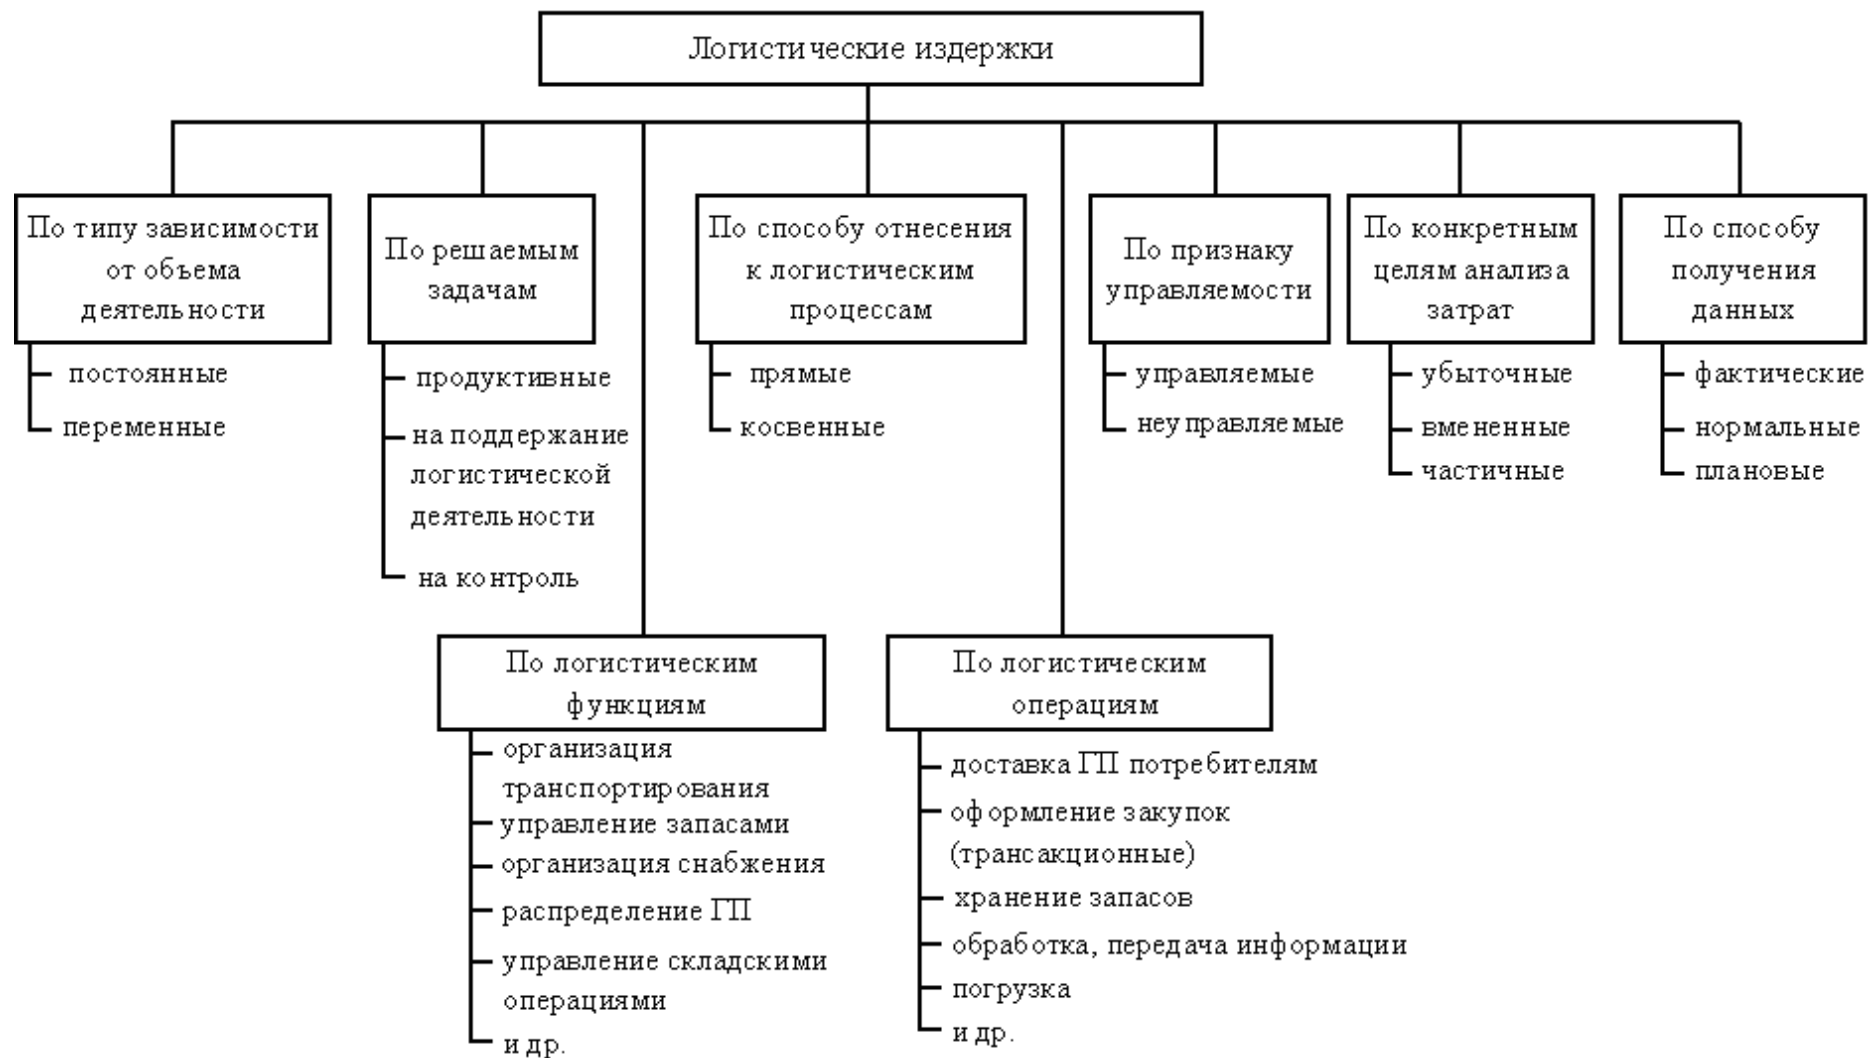 Логистические издержки
По типу зависимости
от объема
деятельности
постоянные
переменные
По решаемым
задачам
продуктивные
на поддержание
логистической
деятельности
на контроль
По способу отнесения
к логистическим
процессам
прямые
косвенные
По признаку
управляемости
управляемые
неуправляемые
По конкретным
целям анализа
затрат
убыточные
вмененные
частичные
По способу
получения
данных
фактические
нормальные
плановые
По логистическим
функциям
организация
транспортирования
управление запасами
организация снабжения
распределение ГП
управление складскими
операциями
и др.
По логистическим
операциям
доставка ГП потребителям
оформление закупок
(трансакционные)
хранение запасов
обработка, передача информации
погрузка
и др.